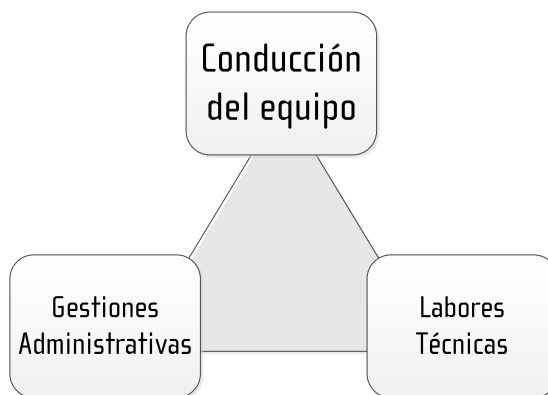 Conducción
del equipo
Gestiones
Administrativas
Labores
Técnicas